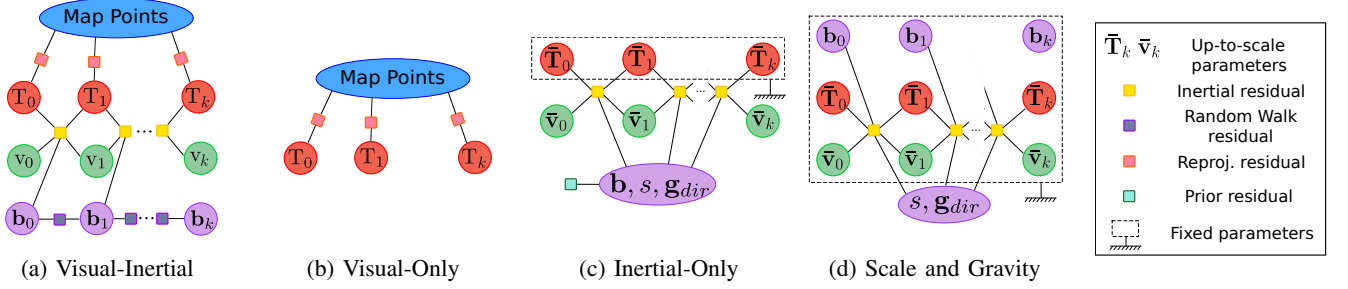 Map Points
T₀ T₁ Tₖ
v₀ v₁ ··· vₖ
b₀ b₁ ··· bₖ
(a) Visual-Inertial
Map Points
T₀ T₁ Tₖ
(b) Visual-Only
T̄₀ T̄₁ T̄ₖ
...
v̄₀ v̄₁ v̄ₖ
b, s, g_dir
(c) Inertial-Only
b₀ b₁ bₖ
T̄₀ T̄₁ T̄ₖ
...
v̄₀ v̄₁ v̄ₖ
s, g_dir
(d) Scale and Gravity
T̄ₖ v̄ₖ Up-to-scale
parameters
Inertial residual
Random Walk
residual
Reproj. residual
Prior residual
Fixed parameters